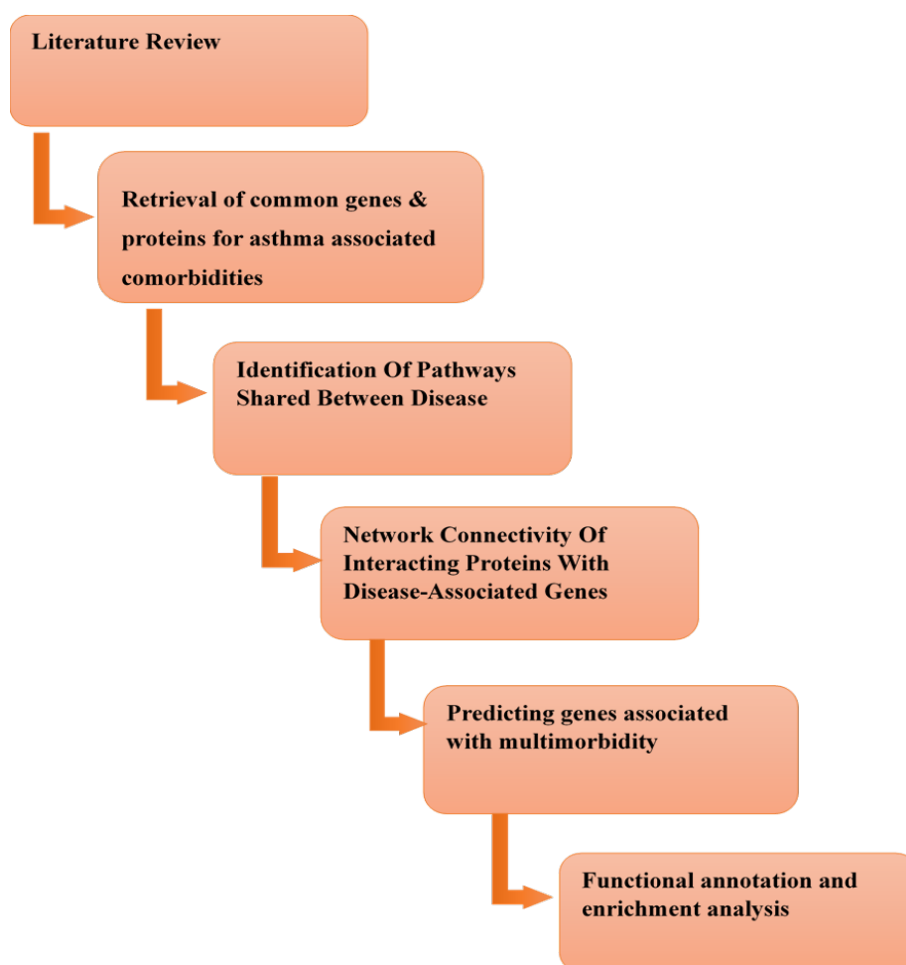 Literature Review
Retrieval of common genes &
proteins for asthma associated
comorbidities
Identification Of Pathways
Shared Between Disease
Network Connectivity Of
Interacting Proteins With
Disease-Associated Genes
Predicting genes associated
with multimorbidity
Functional annotation and
enrichment analysis